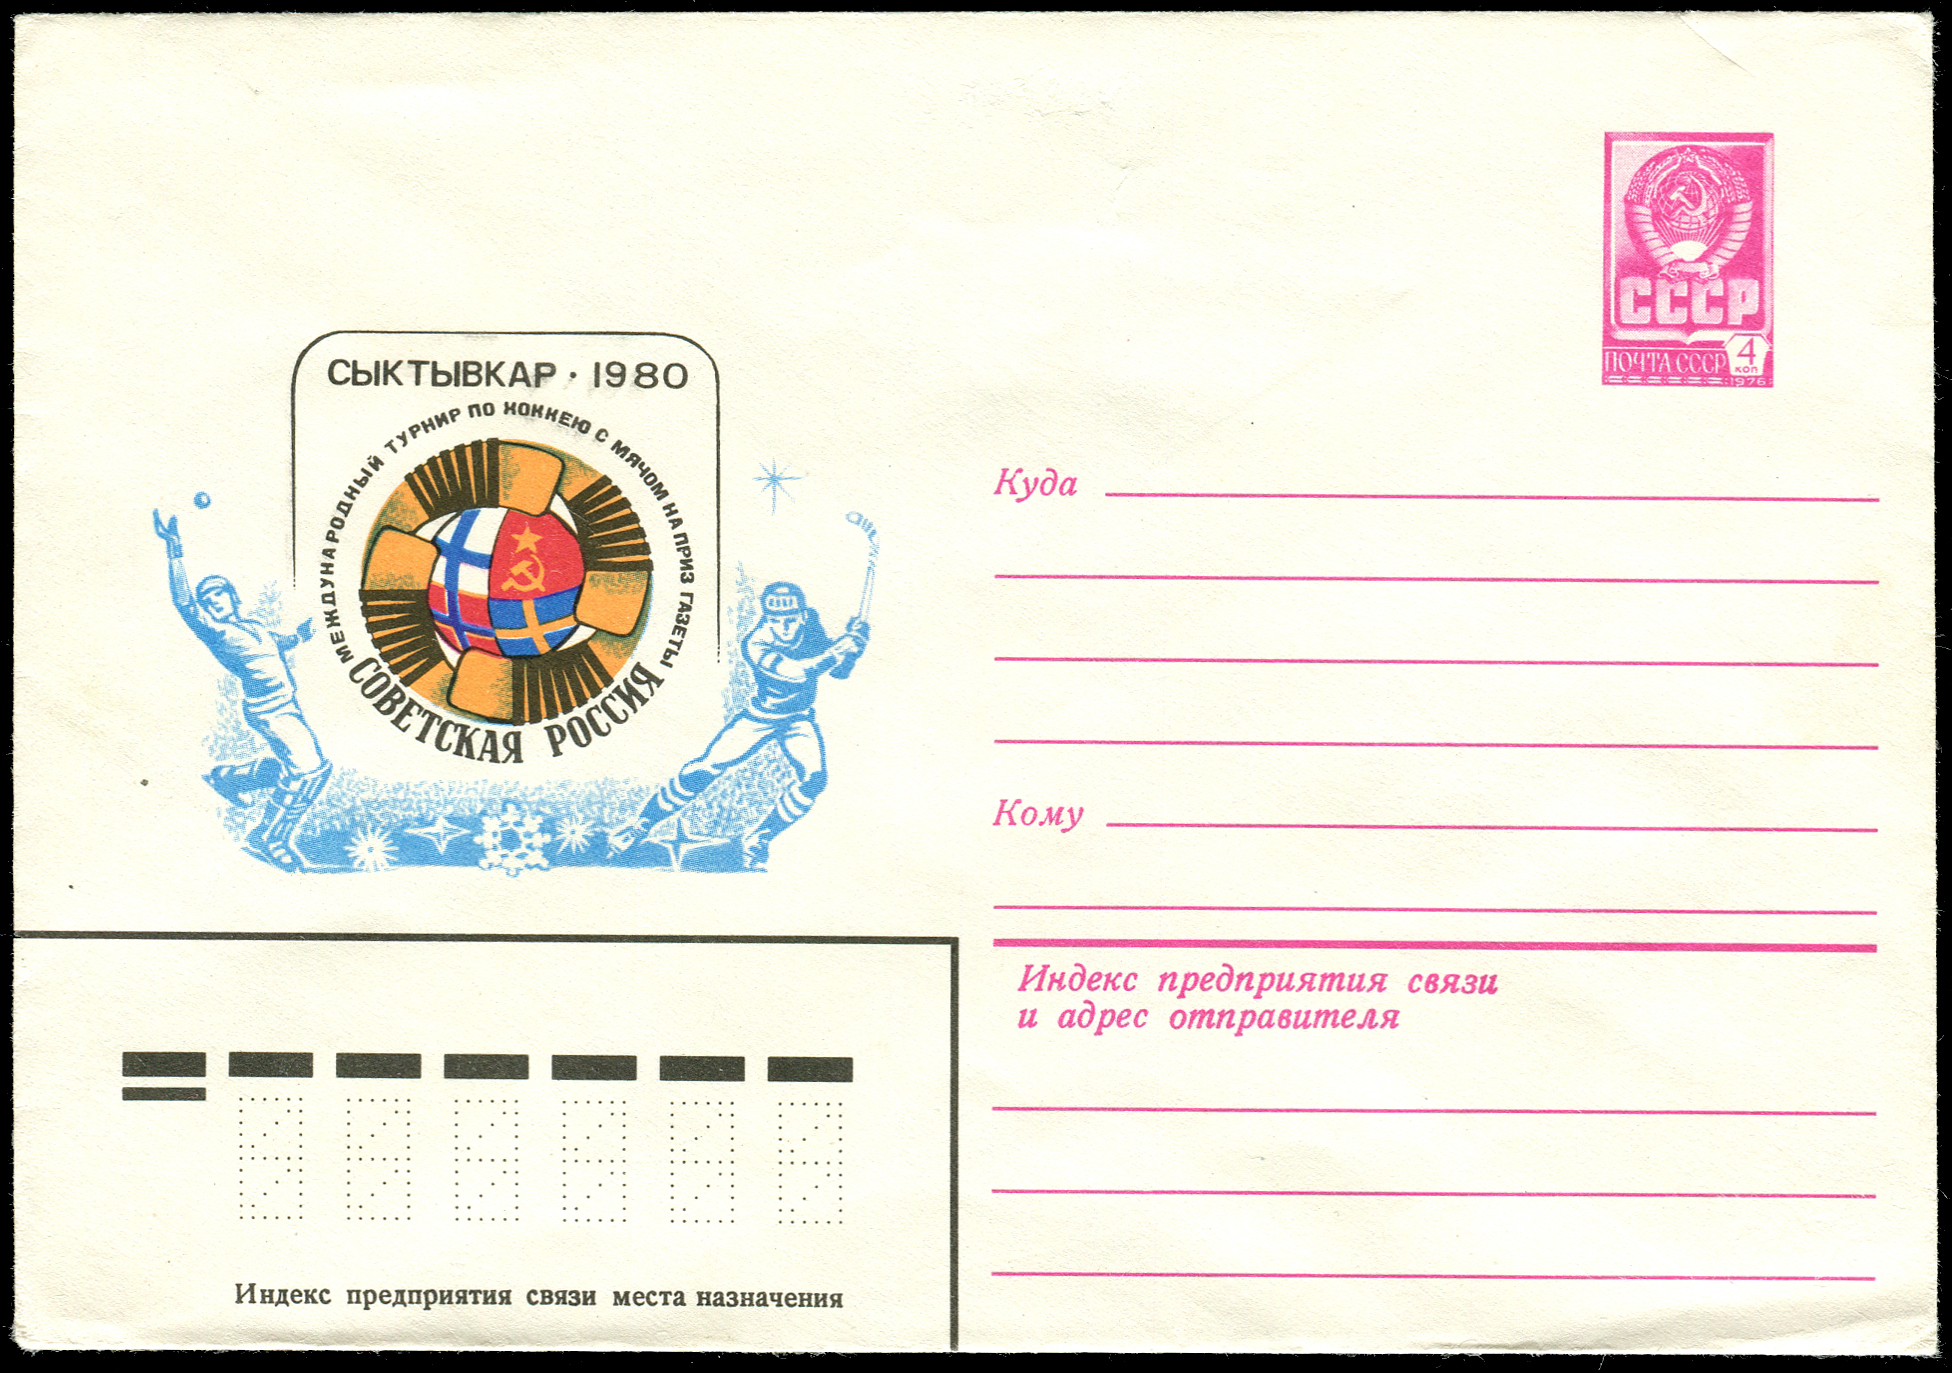 СССР
ПОЧТА СССР 4 КОП
1976
СЫКТЫВКАР · 1980
МЕЖДУНАРОДНЫЙ ТУРНИР ПО ХОККЕЮ С МЯЧОМ НА ПРИЗ ГАЗЕТЫ
СОВЕТСКАЯ РОССИЯ
Куда
Кому
Индекс предприятия связи
и адрес отправителя
Индекс предприятия связи места назначения